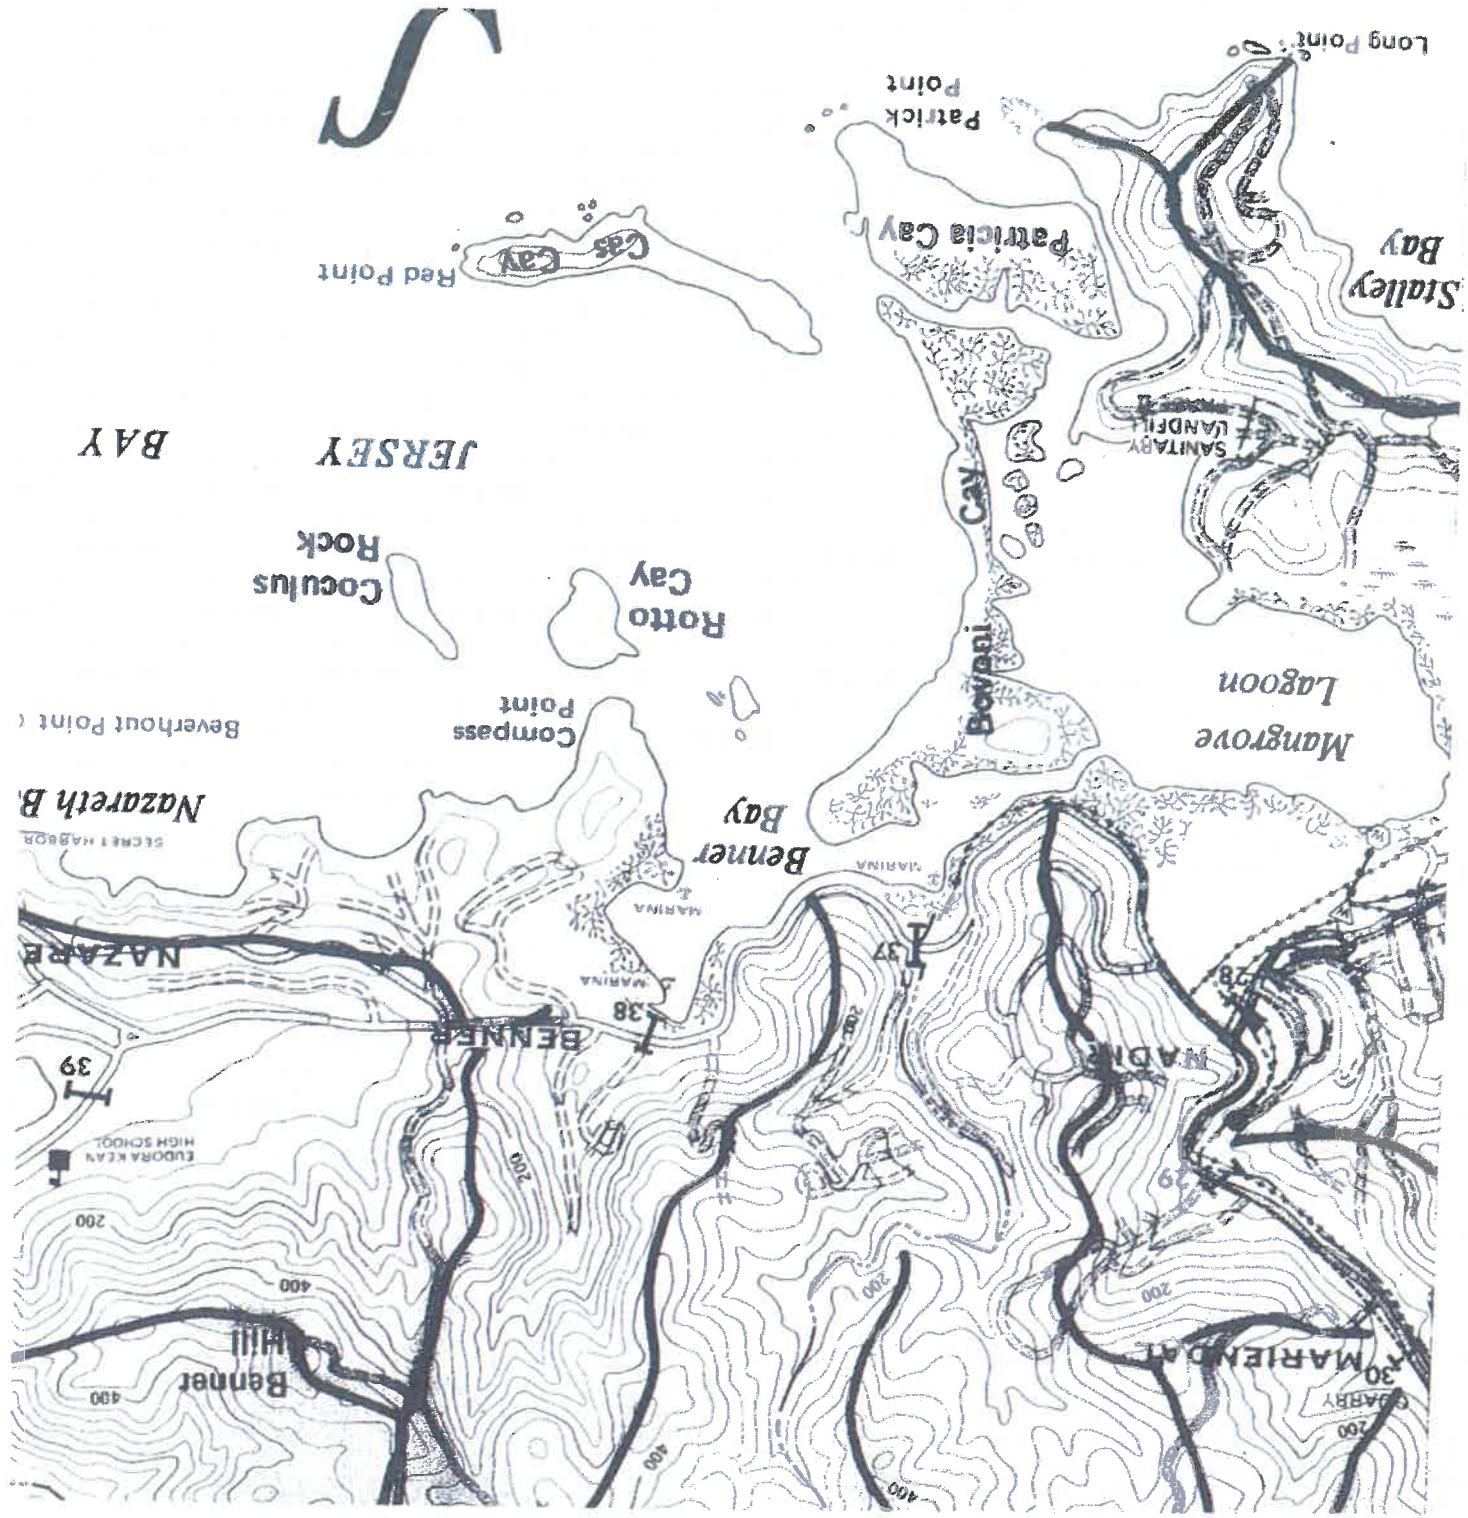 200
QUARRY
30
MARIENDAL
200
400
200
400
400
Benner
Hill
400
200
200
29
EUDORA KEAN
HIGH SCHOOL
39
NADIR
28
37
38
BENNER
NAZARE
MARINA
MARINA
MARINA
SECRET HARBOR
Nazareth B
Benner
Bay
Mangrove
Lagoon
Compass
Point
Beverhout Point
Bovoni
Cay
Rotto
Cay
Coculus
Rock
SANITARY
LANDFILL
JERSEY
BAY
Stalley
Bay
Patricia Cay
Cas
Cay
Red Point
Patrick
Point
Long Point
S